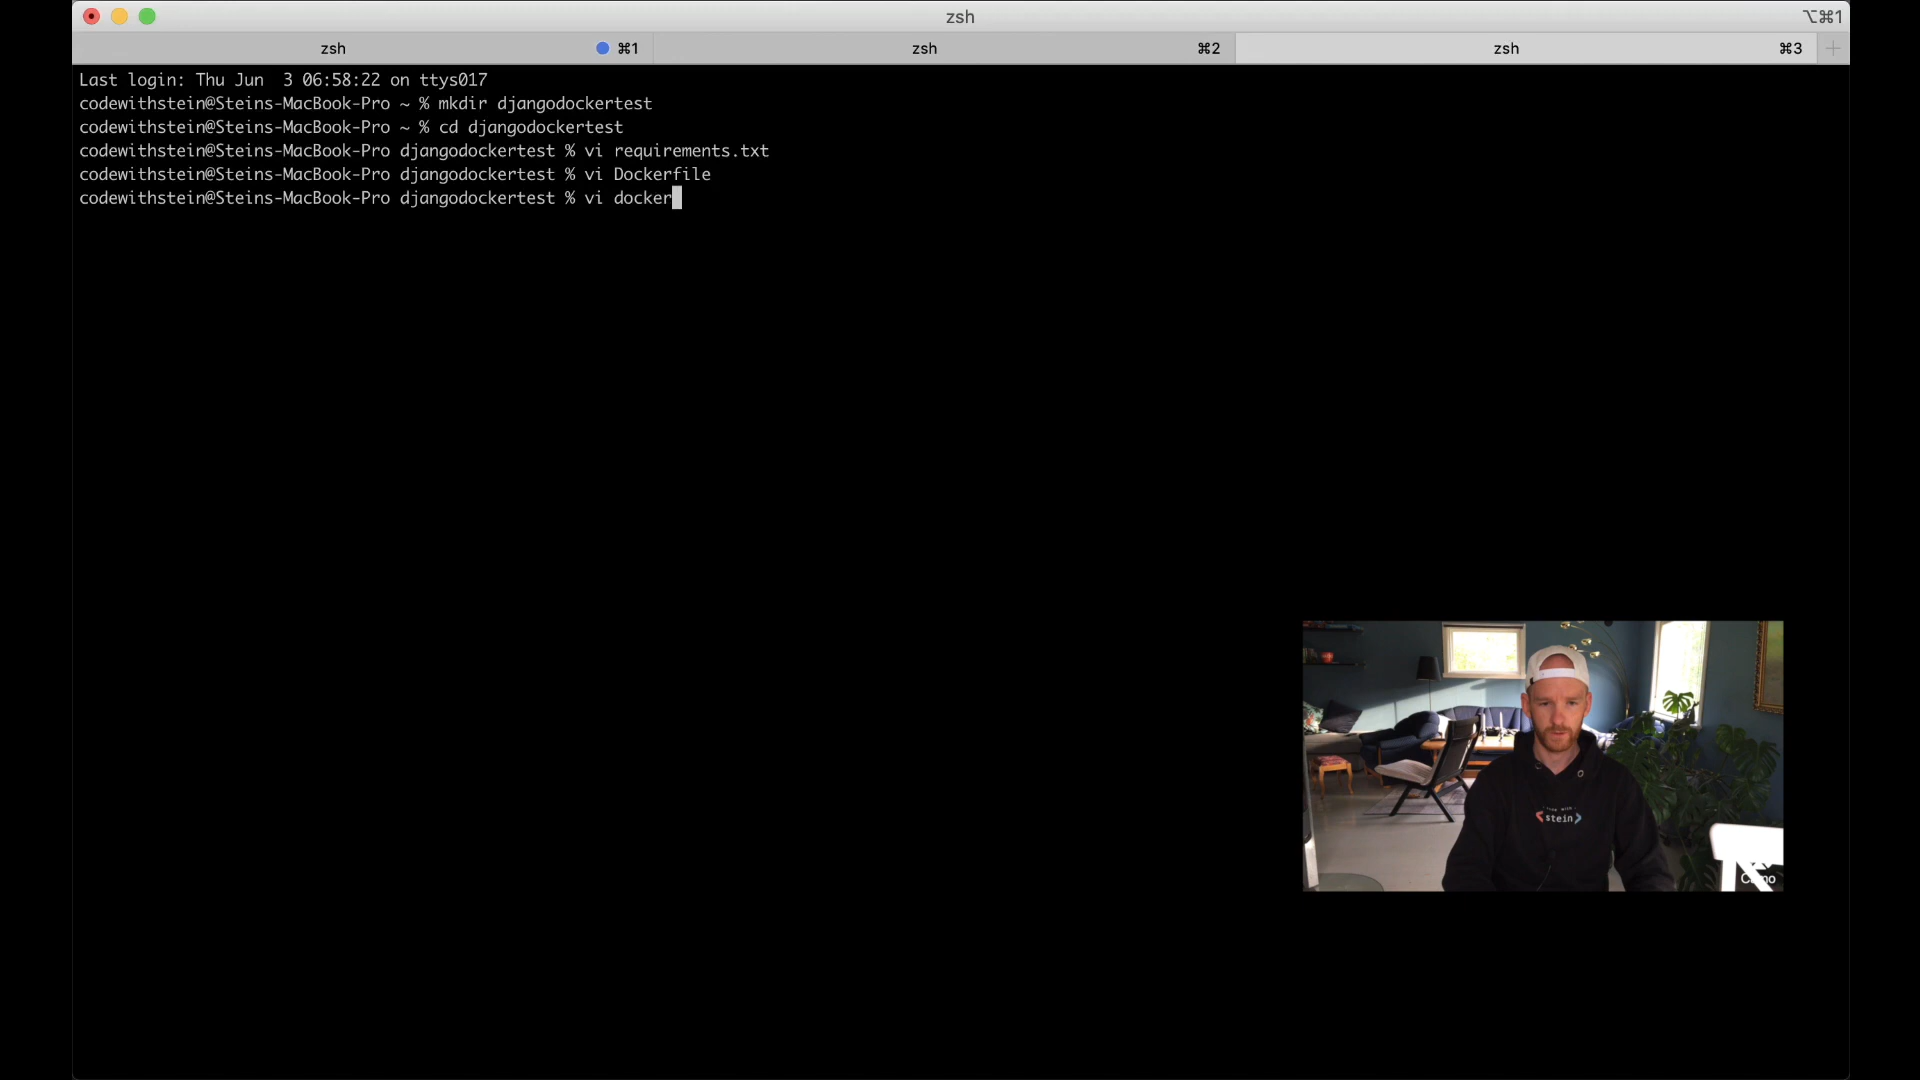 zsh
⌥⌘1
zsh ⌘1
zsh ⌘2
zsh ⌘3
Last login: Thu Jun  3 06:58:22 on ttys017
codewithstein@Steins-MacBook-Pro ~ % mkdir djangodockertest
codewithstein@Steins-MacBook-Pro ~ % cd djangodockertest
codewithstein@Steins-MacBook-Pro djangodockertest % vi requirements.txt
codewithstein@Steins-MacBook-Pro djangodockertest % vi Dockerfile
codewithstein@Steins-MacBook-Pro djangodockertest % vi docker
<stein>